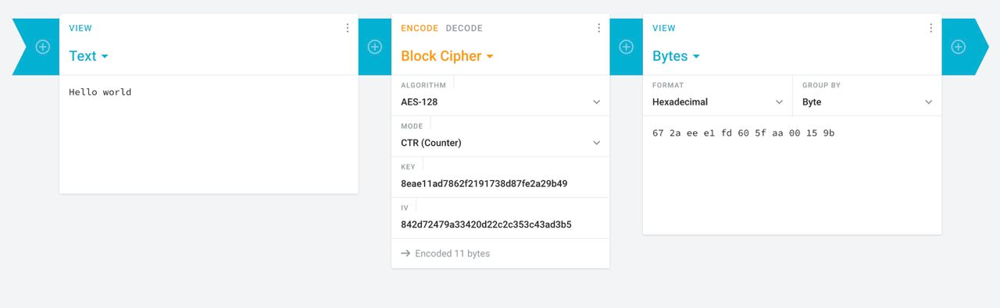 VIEW
Text
Hello world
ENCODE DECODE
Block Cipher
ALGORITHM
AES-128
MODE
CTR (Counter)
KEY
8eae11ad7862f2191738d87fe2a29b49
IV
842d72479a33420d22c2c353c43ad3b5
→ Encoded 11 bytes
VIEW
Bytes
FORMAT
Hexadecimal
GROUP BY
Byte
67 2a ee e1 fd 60 5f aa 00 15 9b